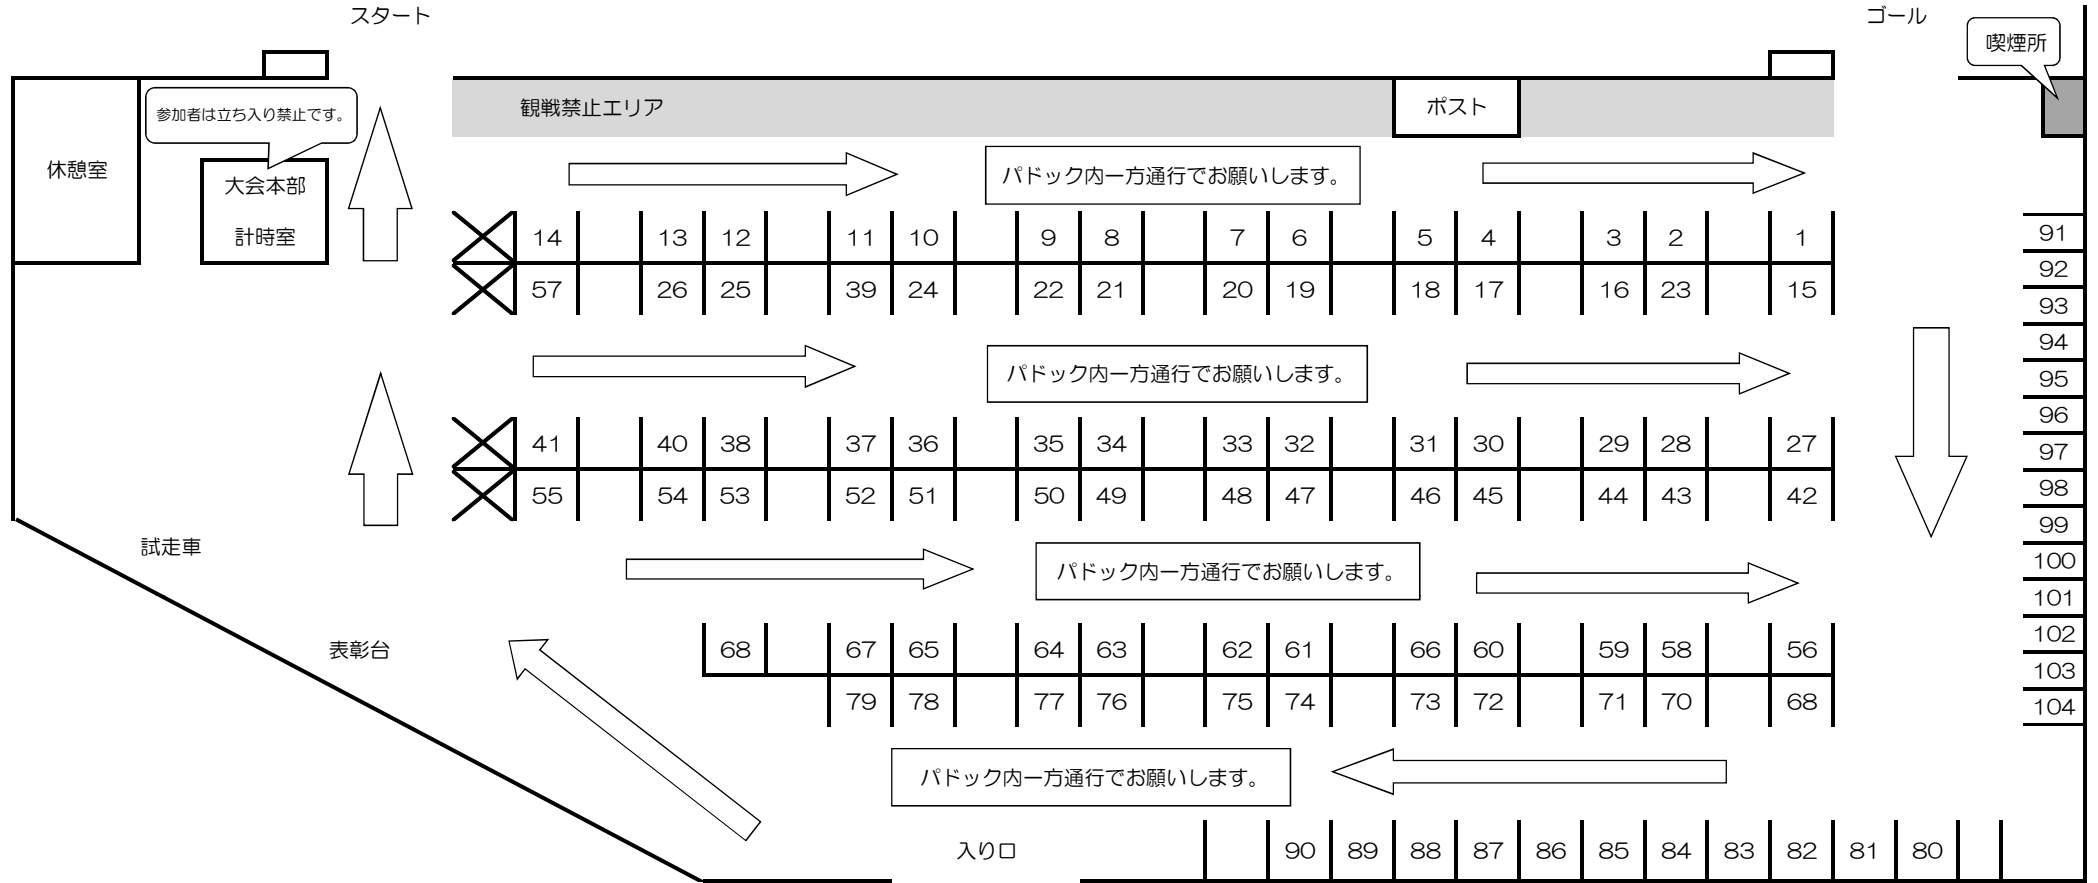 スタート
ゴール
喫煙所
参加者は立ち入り禁止です。
観戦禁止エリア
ポスト
休憩室
大会本部
計時室
パドック内一方通行でお願いします。
14 13 12 11 10 9 8 7 6 5 4 3 2 1
57 26 25 39 24 22 21 20 19 18 17 16 23 15
パドック内一方通行でお願いします。
41 40 38 37 36 35 34 33 32 31 30 29 28 27
55 54 53 52 51 50 49 48 47 46 45 44 43 42
試走車
パドック内一方通行でお願いします。
表彰台
68 67 65 64 63 62 61 66 60 59 58 56
79 78 77 76 75 74 73 72 71 70 68
パドック内一方通行でお願いします。
入り口
90 89 88 87 86 85 84 83 82 81 80
91
92
93
94
95
96
97
98
99
100
101
102
103
104